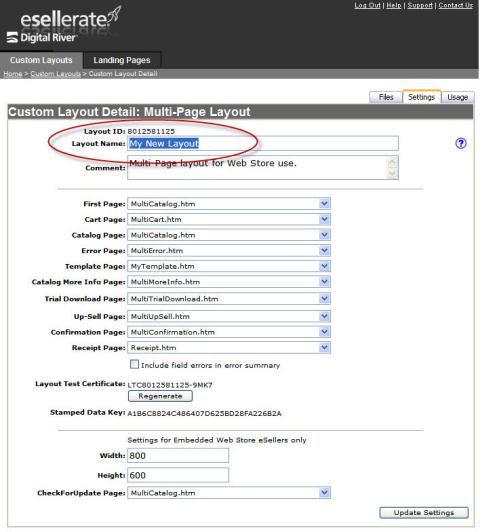 Log Out | Help | Support | Contact Us
esellerate
Digital River
Custom Layouts Landing Pages
Home > Custom Layouts > Custom Layout Detail
Files Settings Usage
Custom Layout Detail: Multi-Page Layout
Layout ID: 8012581125
Layout Name: My New Layout
?
Comment: Multi-Page layout for Web Store use.
First Page: MultiCatalog.htm
Cart Page: MultiCart.htm
Catalog Page: MultiCatalog.htm
Error Page: MultiError.htm
Template Page: MyTemplate.htm
Catalog More Info Page: MultiMoreInfo.htm
Trial Download Page: MultiTrialDownload.htm
Up-Sell Page: MultiUpSell.htm
Confirmation Page: MultiConfirmation.htm
Receipt Page: Receipt.htm
Include field errors in error summary
Layout Test Certificate: LTC8012581125-9MK7
Regenerate
Stamped Data Key: A1B6C8824C486407D625BD28FA226B2A
Settings for Embedded Web Store eSellers only
Width: 800
Height: 600
CheckForUpdate Page: MultiCatalog.htm
Update Settings